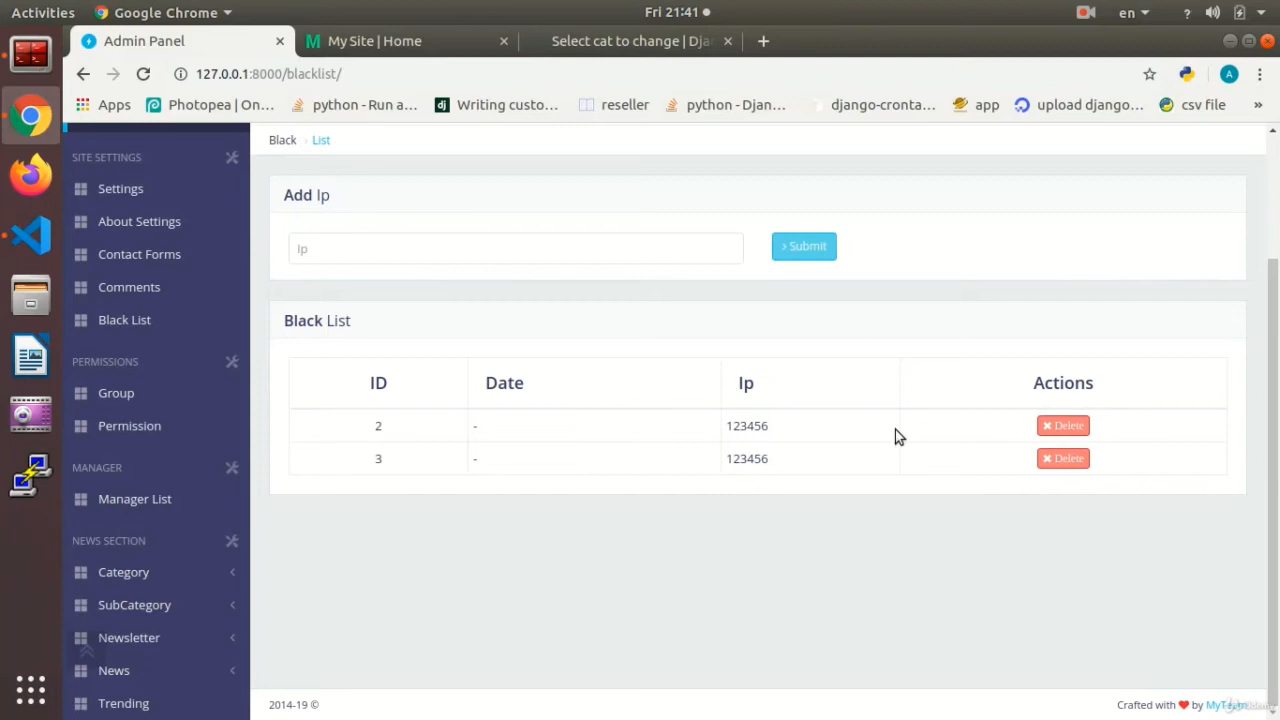 Activities
Google Chrome
Fri 21:41
en
?
Admin Panel
My Site | Home
Select cat to change | Dja
127.0.0.1:8000/blacklist/
A
Apps
Photopea | On...
python - Run a...
dj
Writing custo...
reseller
python - Djan...
django-cronta...
app
upload django...
csv file
»
SITE SETTINGS
Settings
About Settings
Contact Forms
Comments
Black List
PERMISSIONS
Group
Permission
MANAGER
Manager List
NEWS SECTION
Category
SubCategory
Newsletter
News
Trending
Black
List
Add Ip
Ip
Submit
Black List
ID
Date
Ip
Actions
2
-
123456
Delete
3
-
123456
Delete
2014-19 ©
Crafted with ❤ by MyTeam